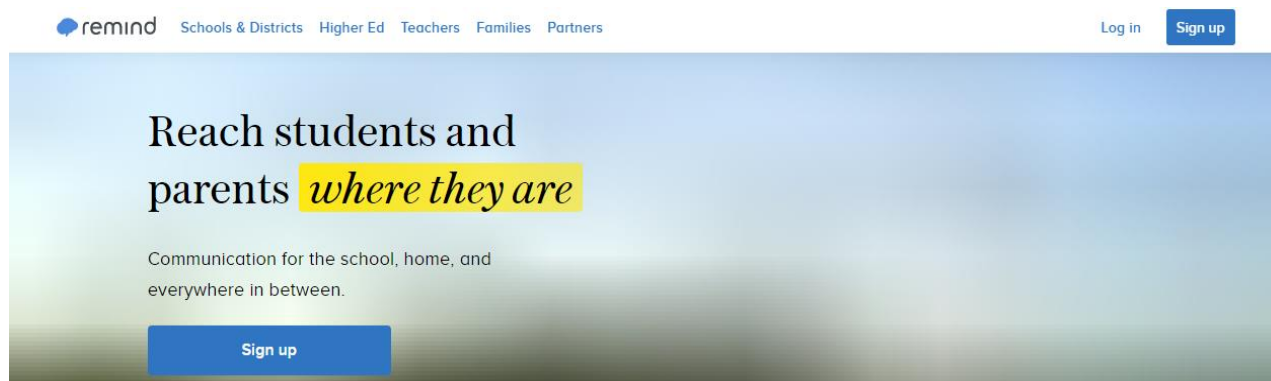 remind Schools & Districts Higher Ed Teachers Families Partners Log in Sign up
Reach students and
parents where they are
Communication for the school, home, and
everywhere in between.
Sign up